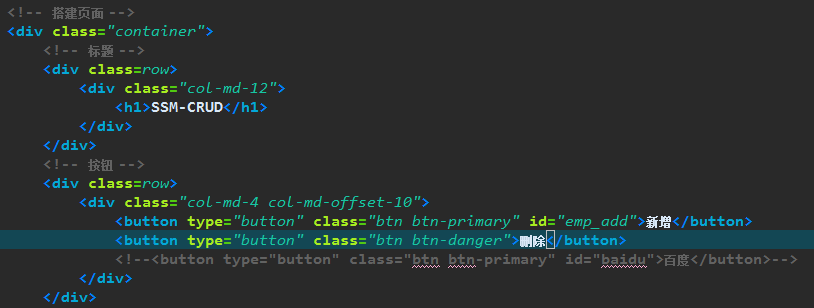 <!-- 搭建页面 -->
<div class="container">
<!-- 标题 -->
<div class=row>
<div class="col-md-12">
<h1>SSM-CRUD</h1>
</div>
</div>
<!-- 按钮 -->
<div class=row>
<div class="col-md-4 col-md-offset-10">
<button type="button" class="btn btn-primary" id="emp_add">新增</button>
<button type="button" class="btn btn-danger">删除</button>
<!--<button type="button" class="btn btn-primary" id="baidu">百度</button>-->
</div>
</div>